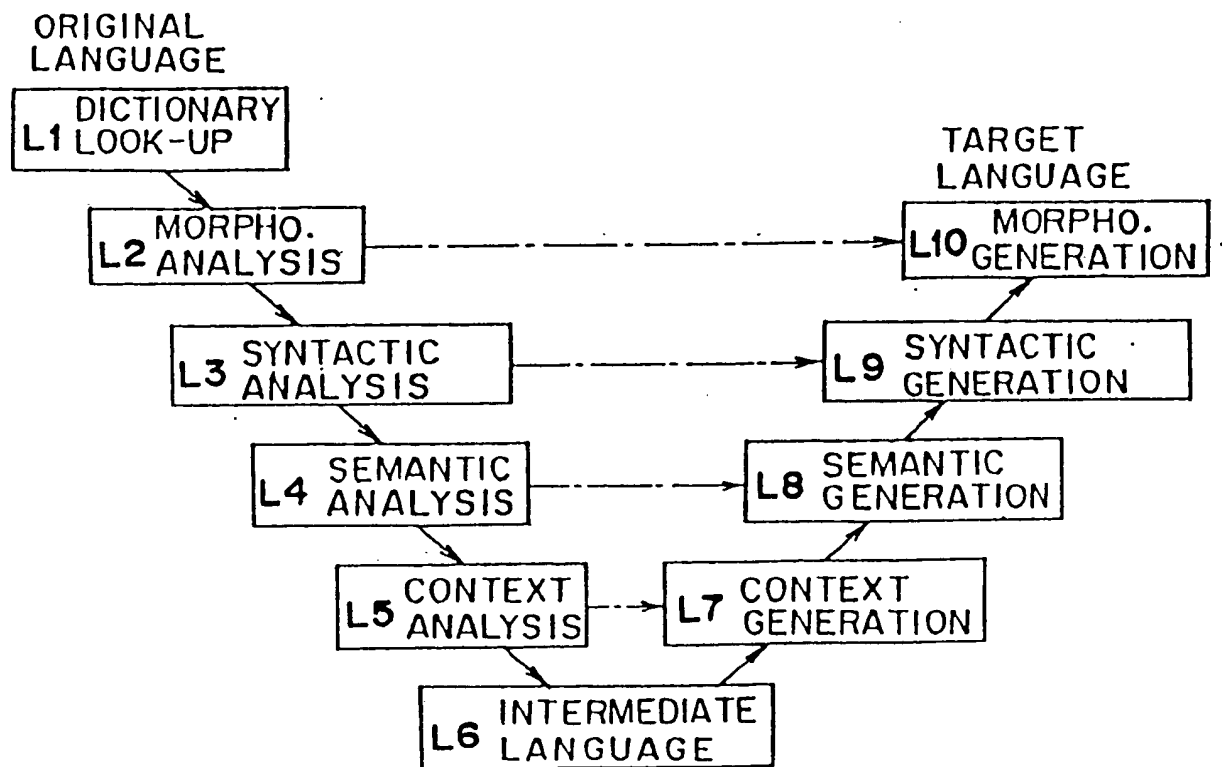 ORIGINAL
LANGUAGE
L1 DICTIONARY
LOOK-UP
TARGET
LANGUAGE
L2 MORPHO.
ANALYSIS
L10 MORPHO.
GENERATION
L3 SYNTACTIC
ANALYSIS
L9 SYNTACTIC
GENERATION
L4 SEMANTIC
ANALYSIS
L8 SEMANTIC
GENERATION
L5 CONTEXT
ANALYSIS
L7 CONTEXT
GENERATION
L6 INTERMEDIATE
LANGUAGE